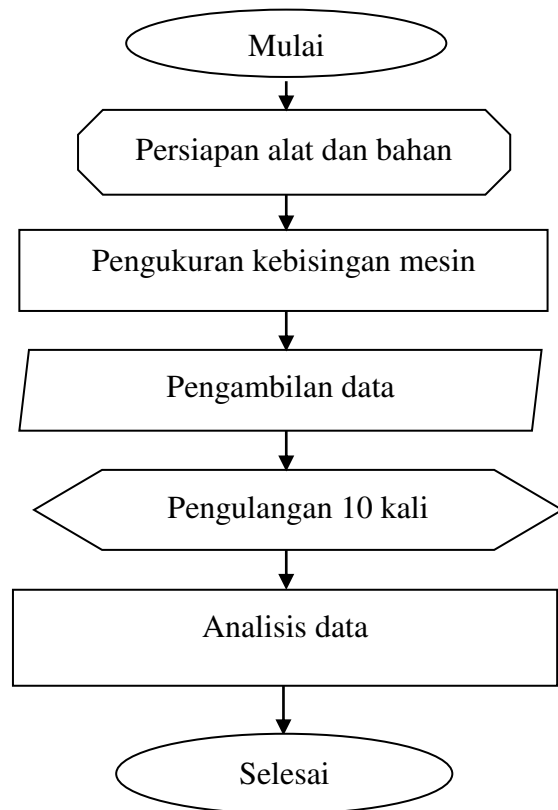 Mulai
Persiapan alat dan bahan
Pengukuran kebisingan mesin
Pengambilan data
Pengulangan 10 kali
Analisis data
Selesai